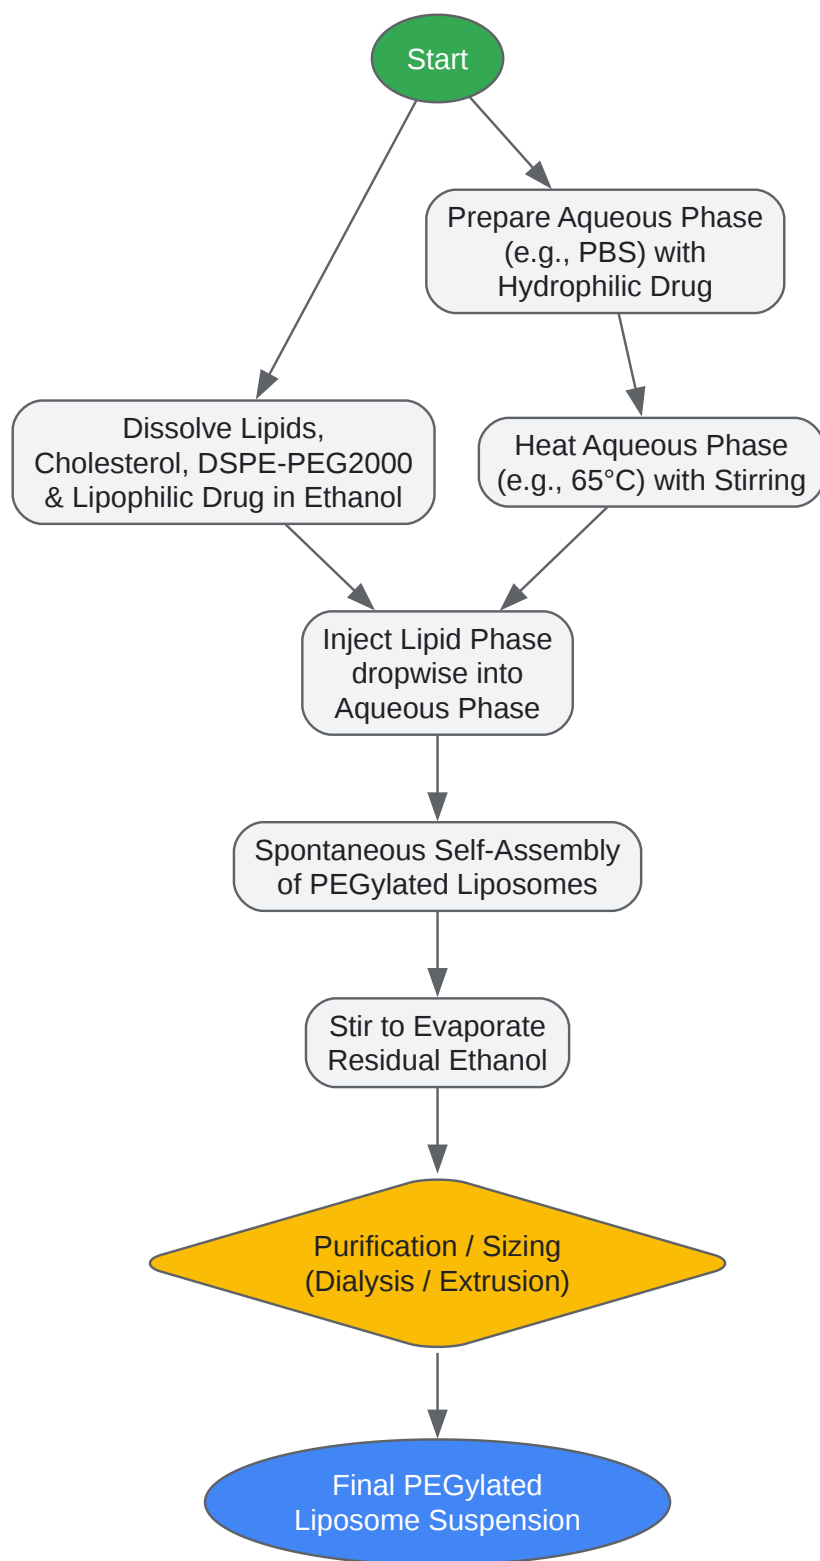 Start
Prepare Aqueous Phase
(e.g., PBS) with
Hydrophilic Drug
Dissolve Lipids,
Cholesterol, DSPE-PEG2000
& Lipophilic Drug in Ethanol
Heat Aqueous Phase
(e.g., 65°C) with Stirring
Inject Lipid Phase
dropwise into
Aqueous Phase
Spontaneous Self-Assembly
of PEGylated Liposomes
Stir to Evaporate
Residual Ethanol
Purification / Sizing
(Dialysis / Extrusion)
Final PEGylated
Liposome Suspension